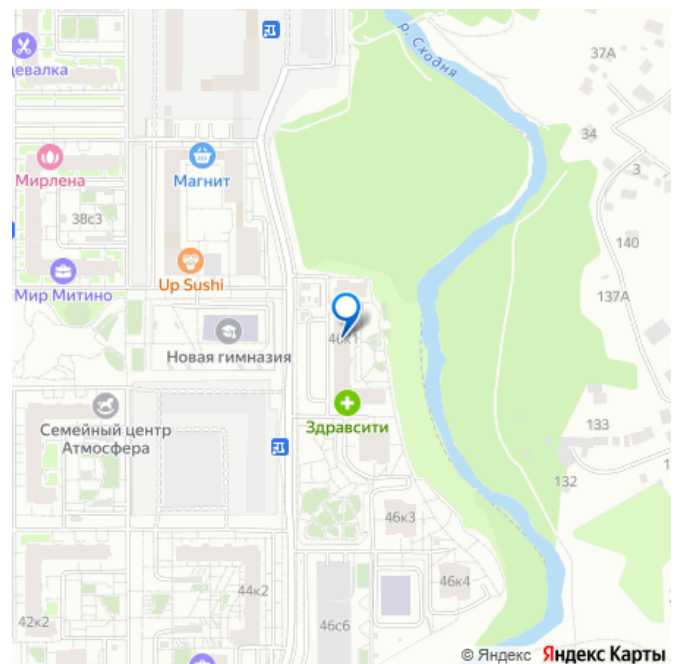 р. Сходня
37А
девалка
34
Мирлена
Магнит
3
38с3
140
Up Sushi
Мир Митино
137А
Новая гимназия
Здравсити
Семейный центр
Атмосфера
133
132
46к3
46к4
44к2
42к2
46с6
© Яндекс Яндекс Карты